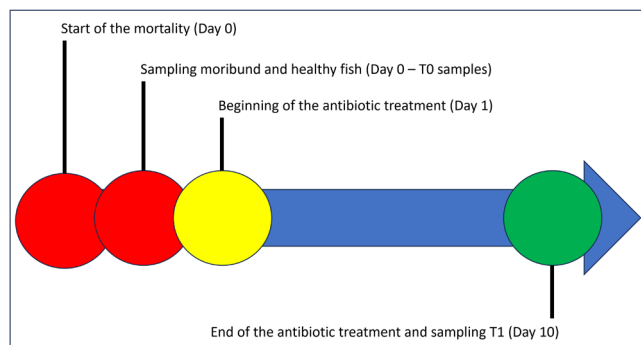 Start of the mortality (Day 0)
Sampling moribund and healthy fish (Day 0 – T0 samples)
Beginning of the antibiotic treatment (Day 1)
End of the antibiotic treatment and sampling T1 (Day 10)